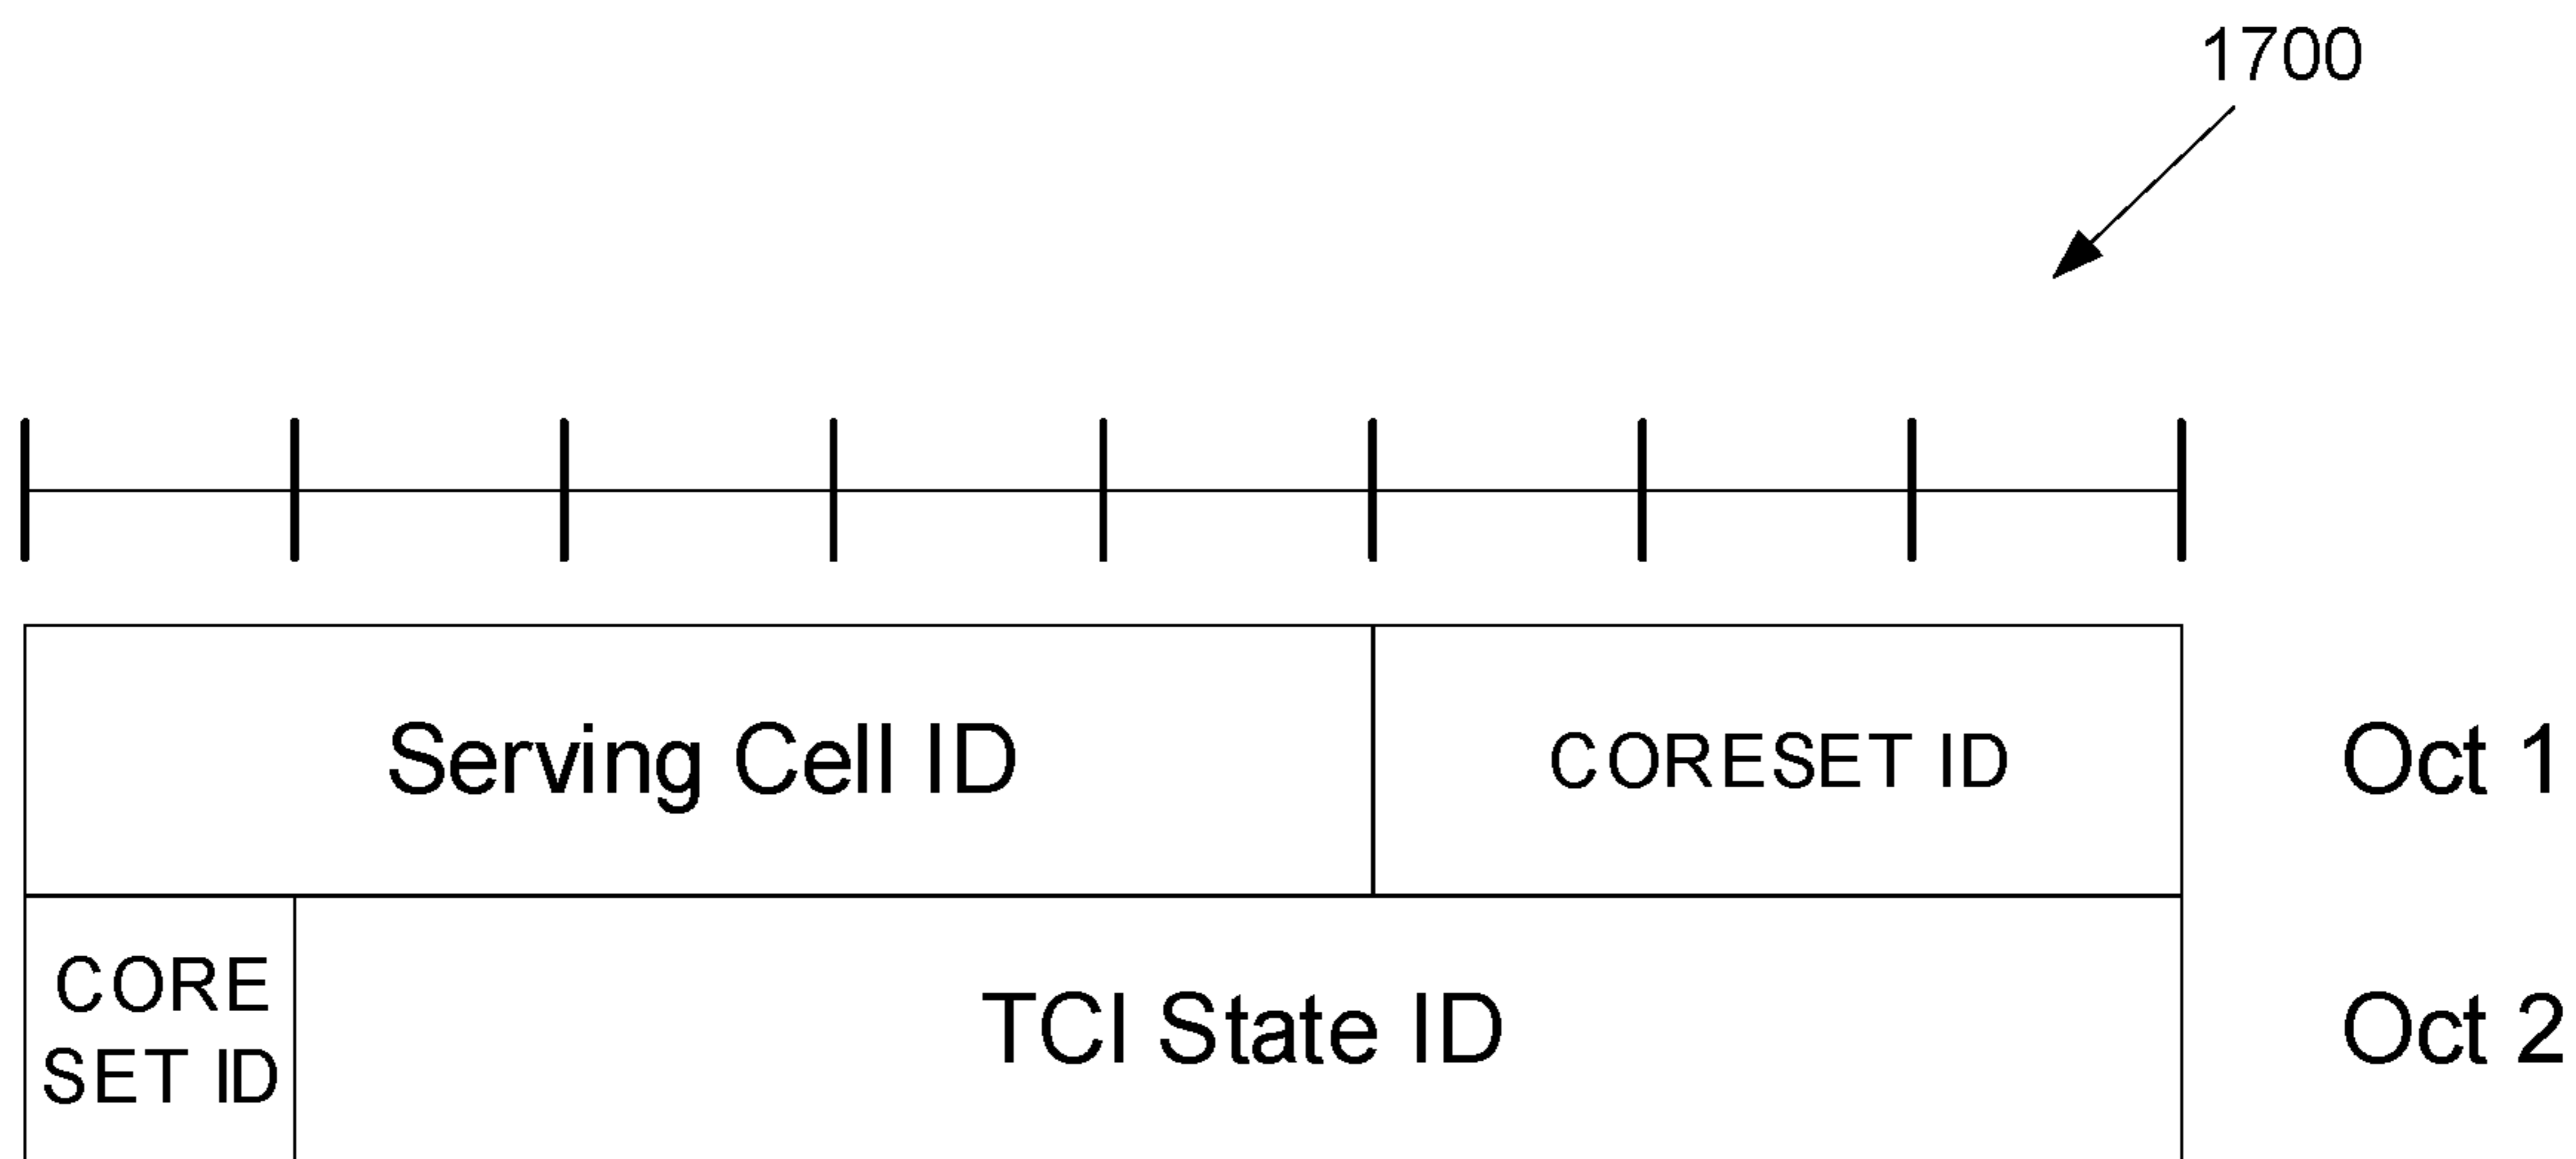 1700
Serving Cell ID
CORESET ID
Oct 1
CORE
SET ID
TCI State ID
Oct 2